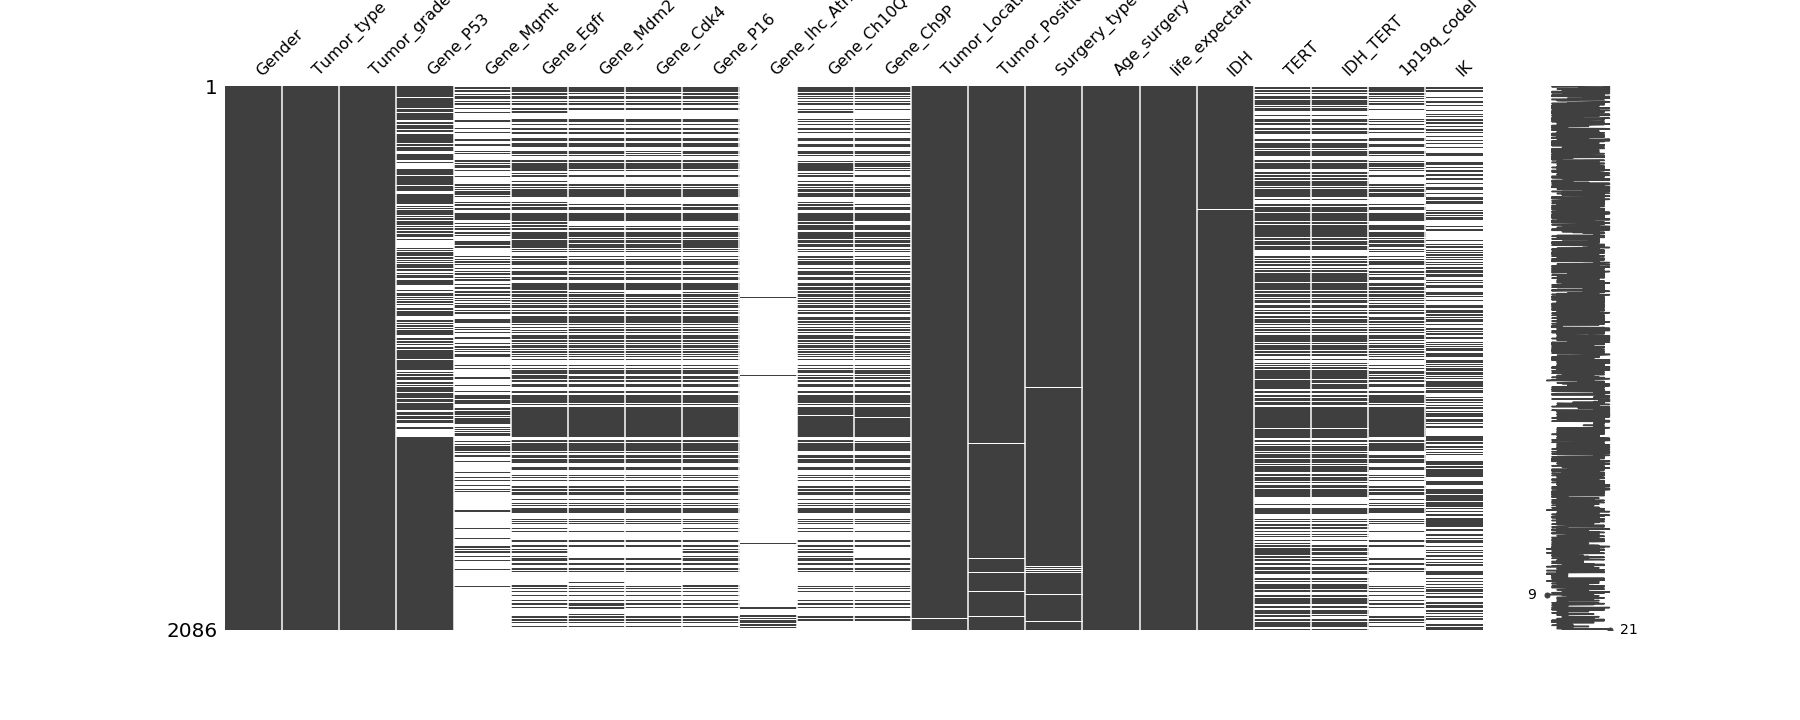 Gender
Tumor_type
Tumor_grade
Gene_P53
Gene_Mgmt
Gene_Egfr
Gene_Mdm2
Gene_Cdk4
Gene_P16
Gene_Ihc_Atr
Gene_Ch10Q
Gene_Ch9P
Tumor_Locati
Tumor_Positi
Surgery_type
Age_surgery
life_expectan
IDH
TERT
IDH_TERT
1p19q_codel
IK
1
2086
9
21